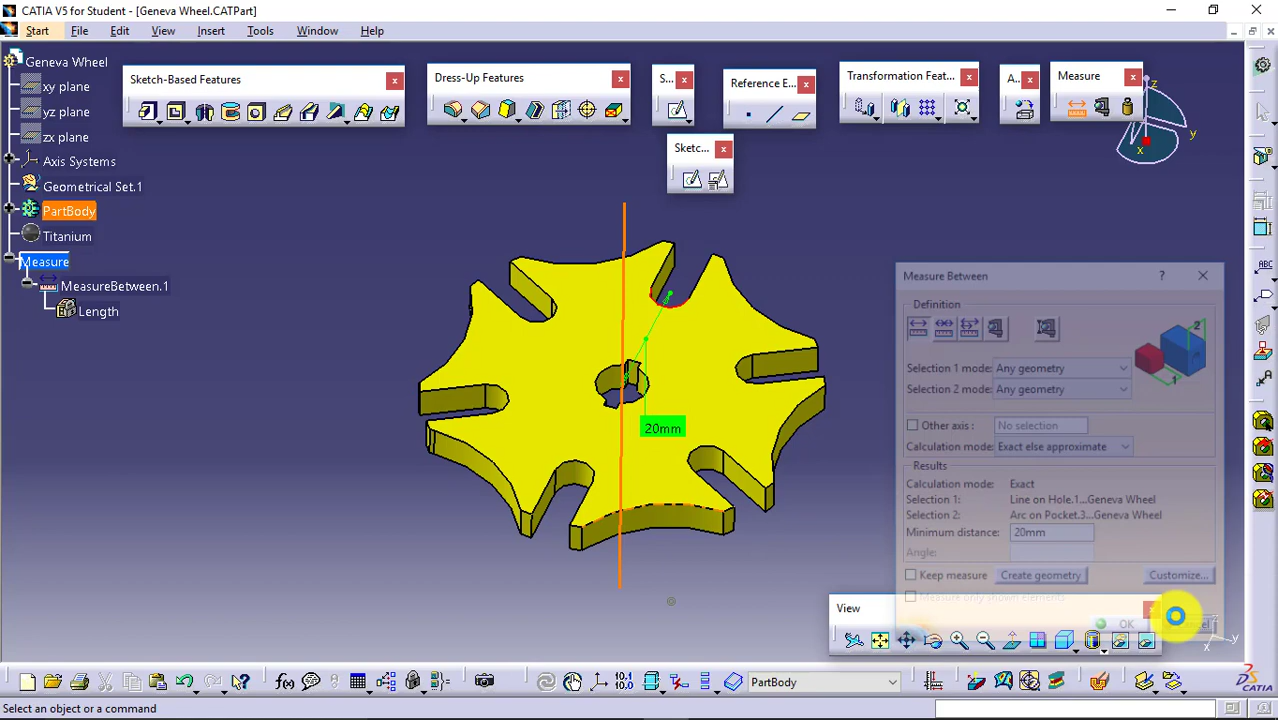 CATIA V5 for Student - [Geneva Wheel.CATPart]
Start File Edit View Insert Tools Window Help
Geneva Wheel
xy plane
yz plane
zx plane
Axis Systems
Geometrical Set.1
PartBody
Titanium
Measure
MeasureBetween.1
Length
Sketch-Based Features
Dress-Up Features
S...
Reference E...
Transformation Feat...
A...
Measure
Sketc...
z
y
x
20mm
Measure Between
Definition
Selection 1 mode: Any geometry
Selection 2 mode: Any geometry
Other axis : No selection
Calculation mode: Exact else approximate
Results
Calculation mode: Exact
Selection 1: Line on Hole.1...Geneva Wheel
Selection 2: Arc on Pocket.3...Geneva Wheel
Minimum distance: 20mm
Angle:
Keep measure Create geometry Customize...
Measure only shown elements
OK
View
PartBody
Select an object or a command